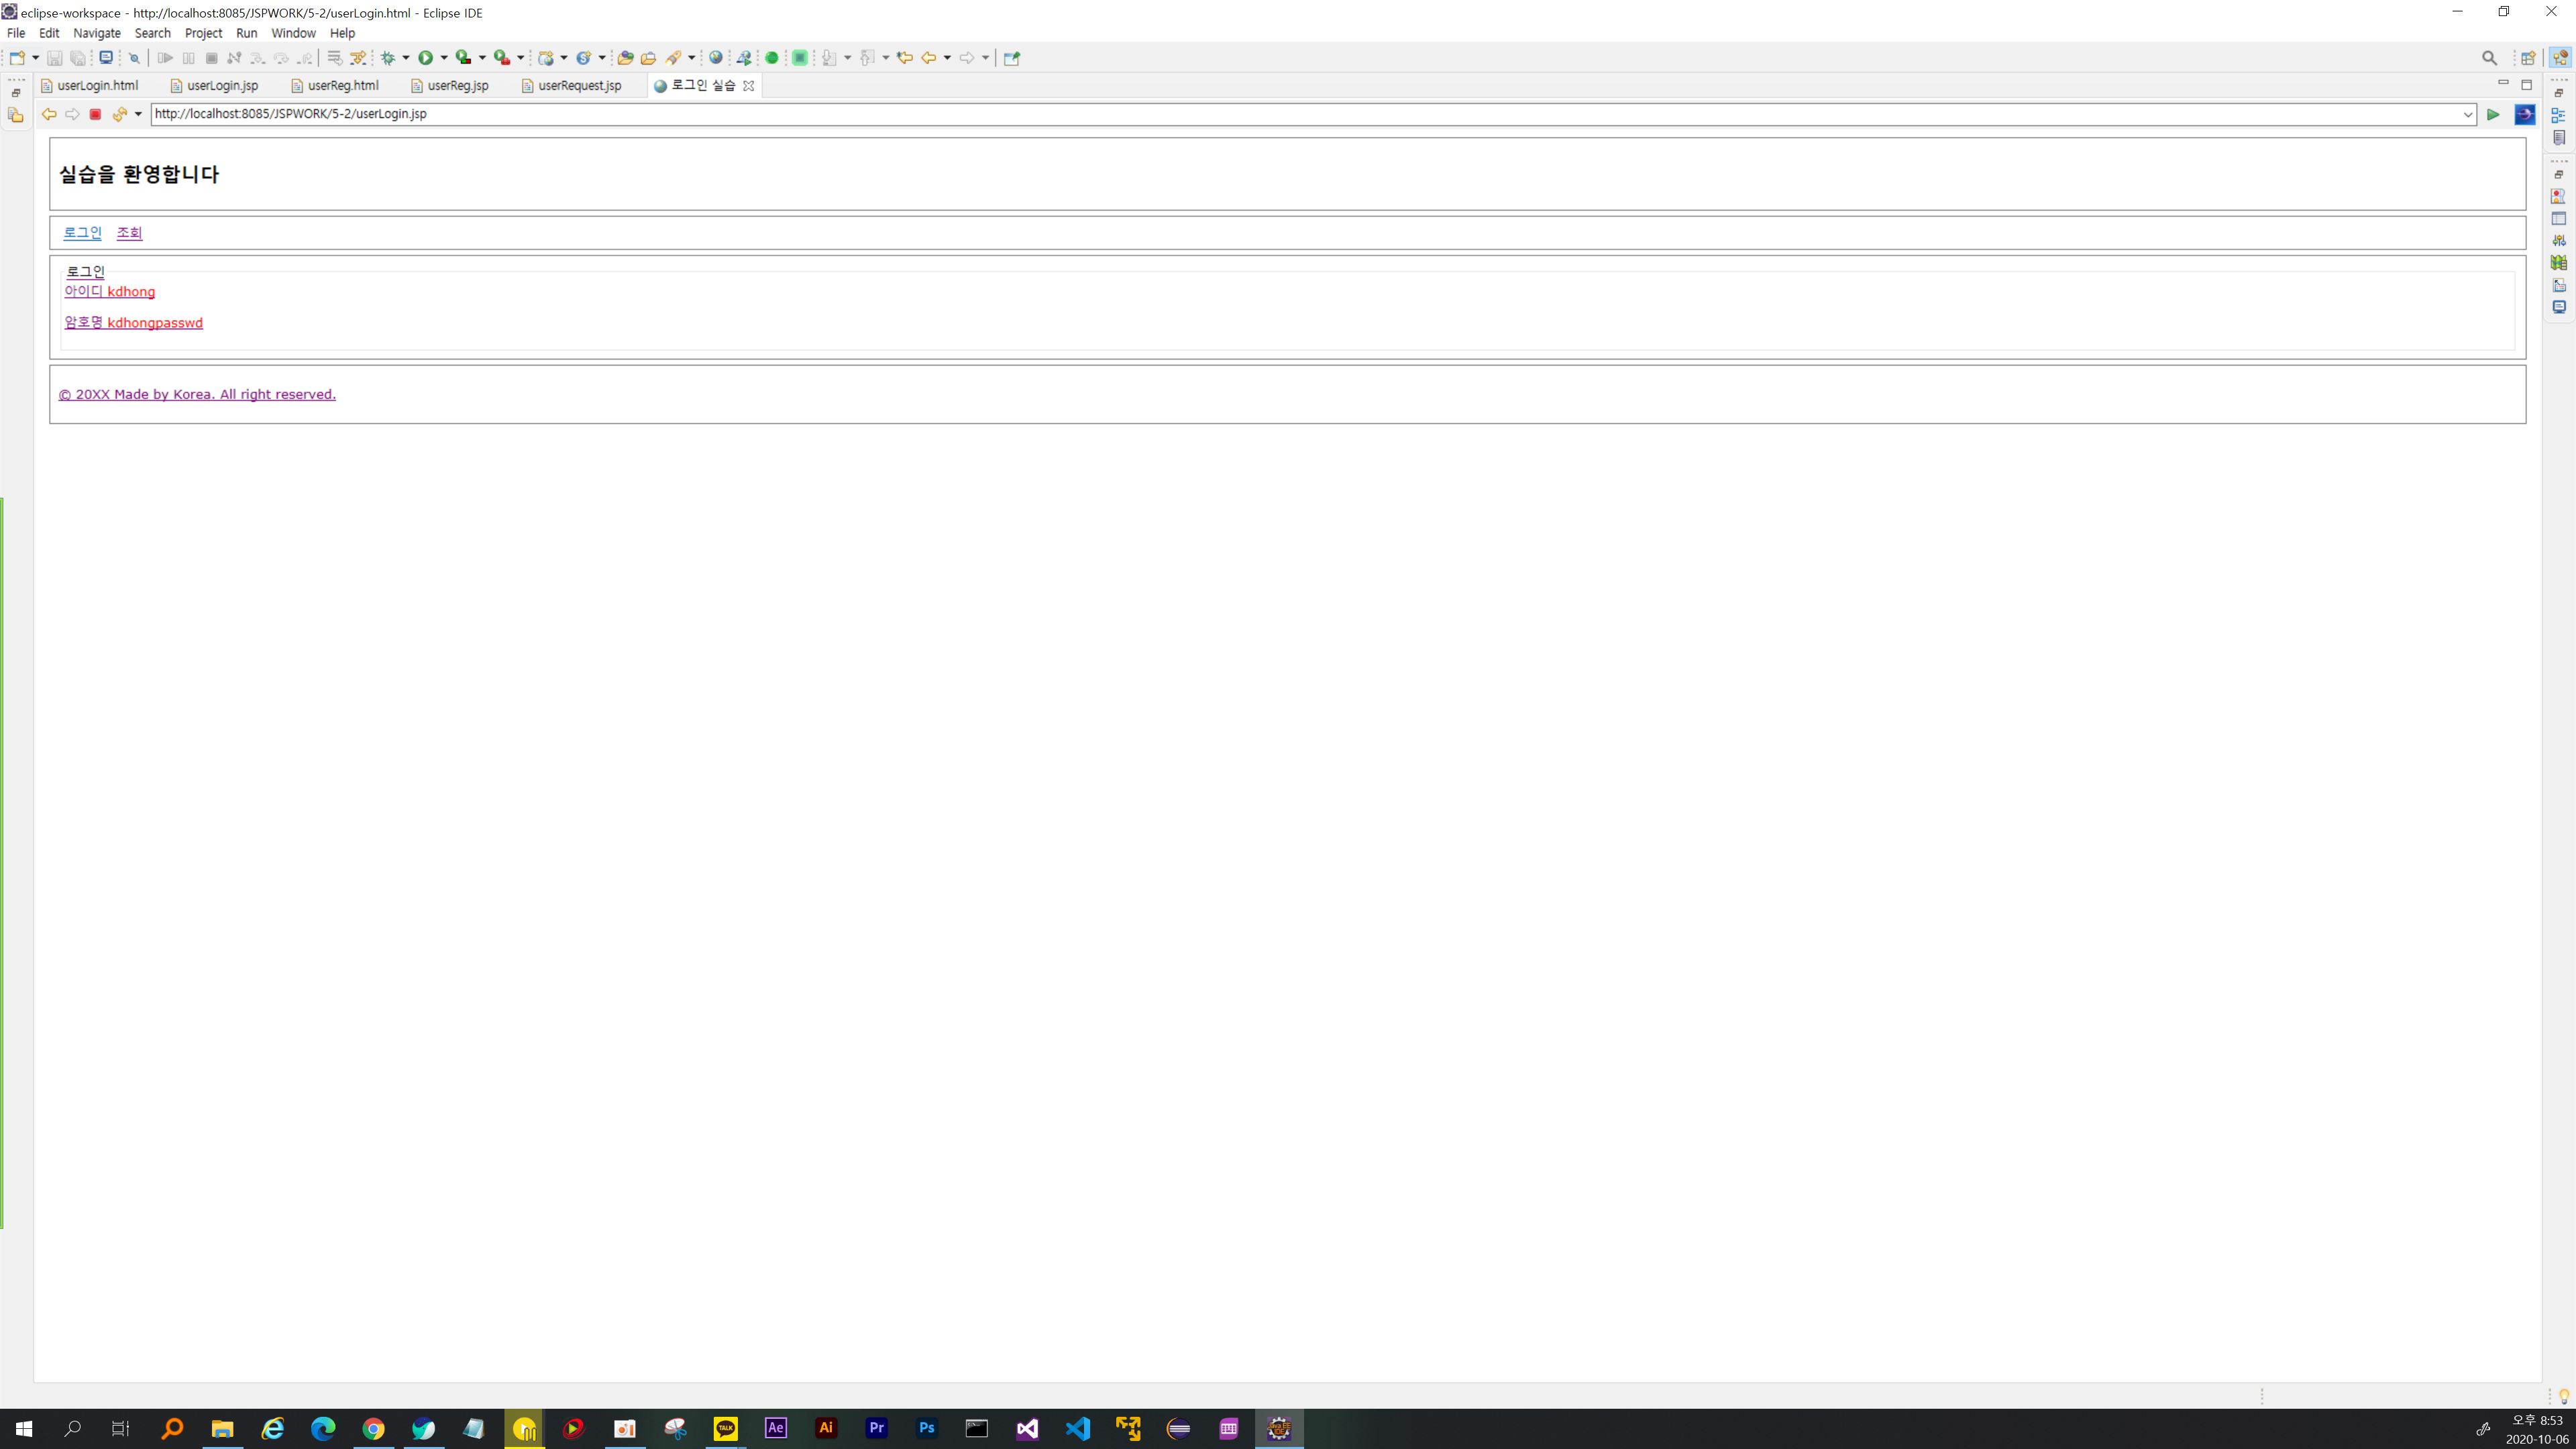 eclipse-workspace - http://localhost:8085/JSPWORK/5-2/userLogin.html - Eclipse IDE
File Edit Navigate Search Project Run Window Help
userLogin.html userLogin.jsp userReg.html userReg.jsp userRequest.jsp 로그인 실습
http://localhost:8085/JSPWORK/5-2/userLogin.jsp
실습을 환영합니다
로그인 조회
로그인
아이디 kdhong
암호명 kdhongpasswd
© 20XX Made by Korea. All right reserved.
TALK Ae Ai Pr Ps Java EE IDE
오후 8:53
2020-10-06